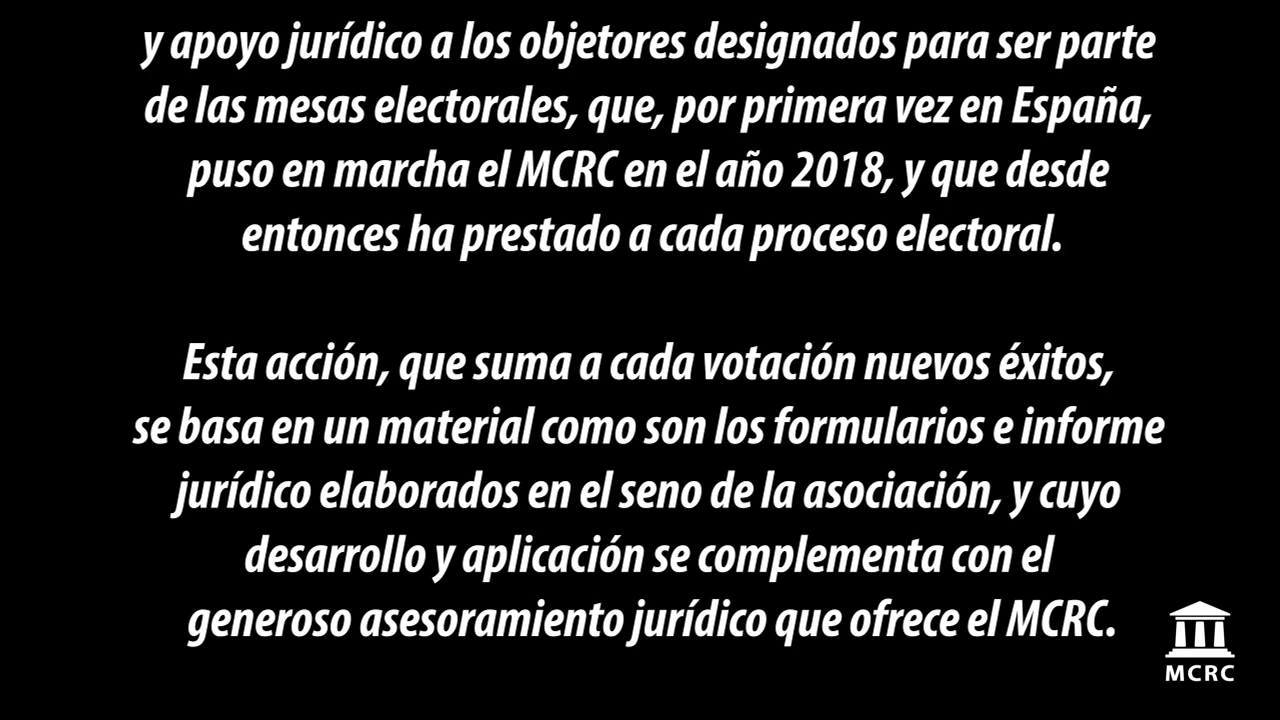 y apoyo jurídico a los objetores designados para ser parte
de las mesas electorales, que, por primera vez en España,
puso en marcha el MCRC en el año 2018, y que desde
entonces ha prestado a cada proceso electoral.
Esta acción, que suma a cada votación nuevos éxitos,
se basa en un material como son los formularios e informe
jurídico elaborados en el seno de la asociación, y cuyo
desarrollo y aplicación se complementa con el
generoso asesoramiento jurídico que ofrece el MCRC.
MCRC